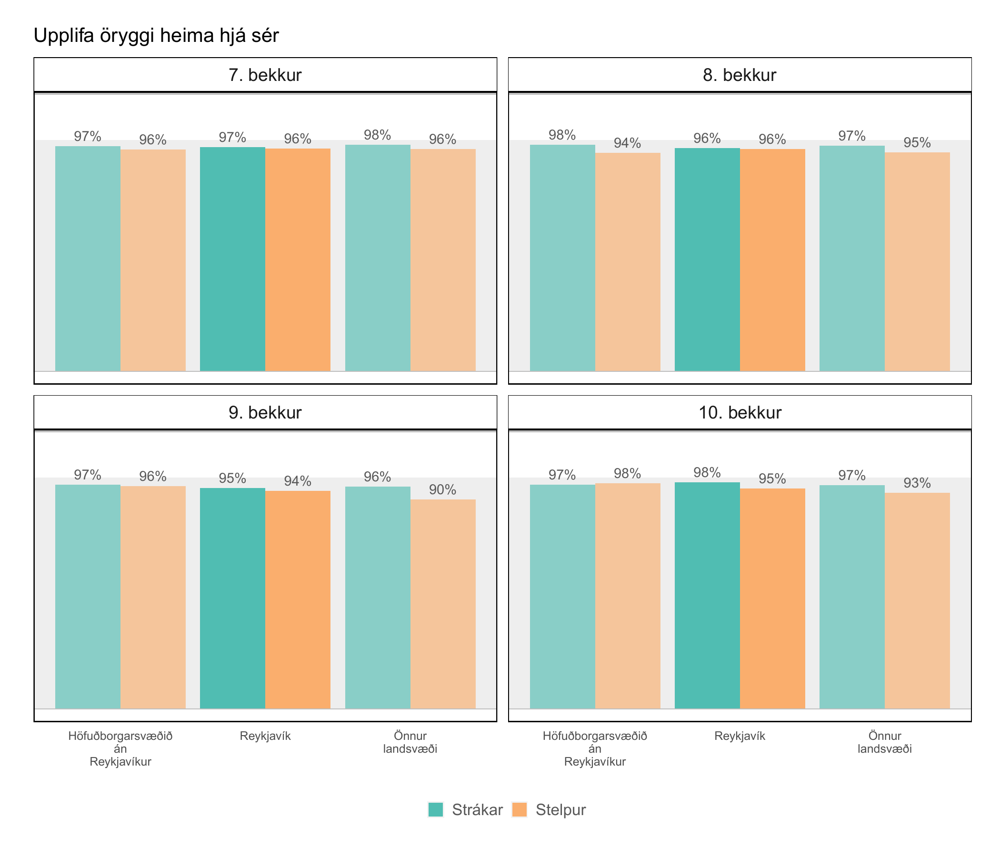 Upplifa öryggi heima hjá sér
7. bekkur
97% 96% 97% 96% 98% 96%
8. bekkur
98% 94% 96% 96% 97% 95%
9. bekkur
97% 96% 95% 94% 96% 90%
10. bekkur
97% 98% 98% 95% 97% 93%
Höfuðborgarsvæðið
án
Reykjavíkur
Reykjavík
Önnur
landsvæði
Höfuðborgarsvæðið
án
Reykjavíkur
Reykjavík
Önnur
landsvæði
Strákar Stelpur